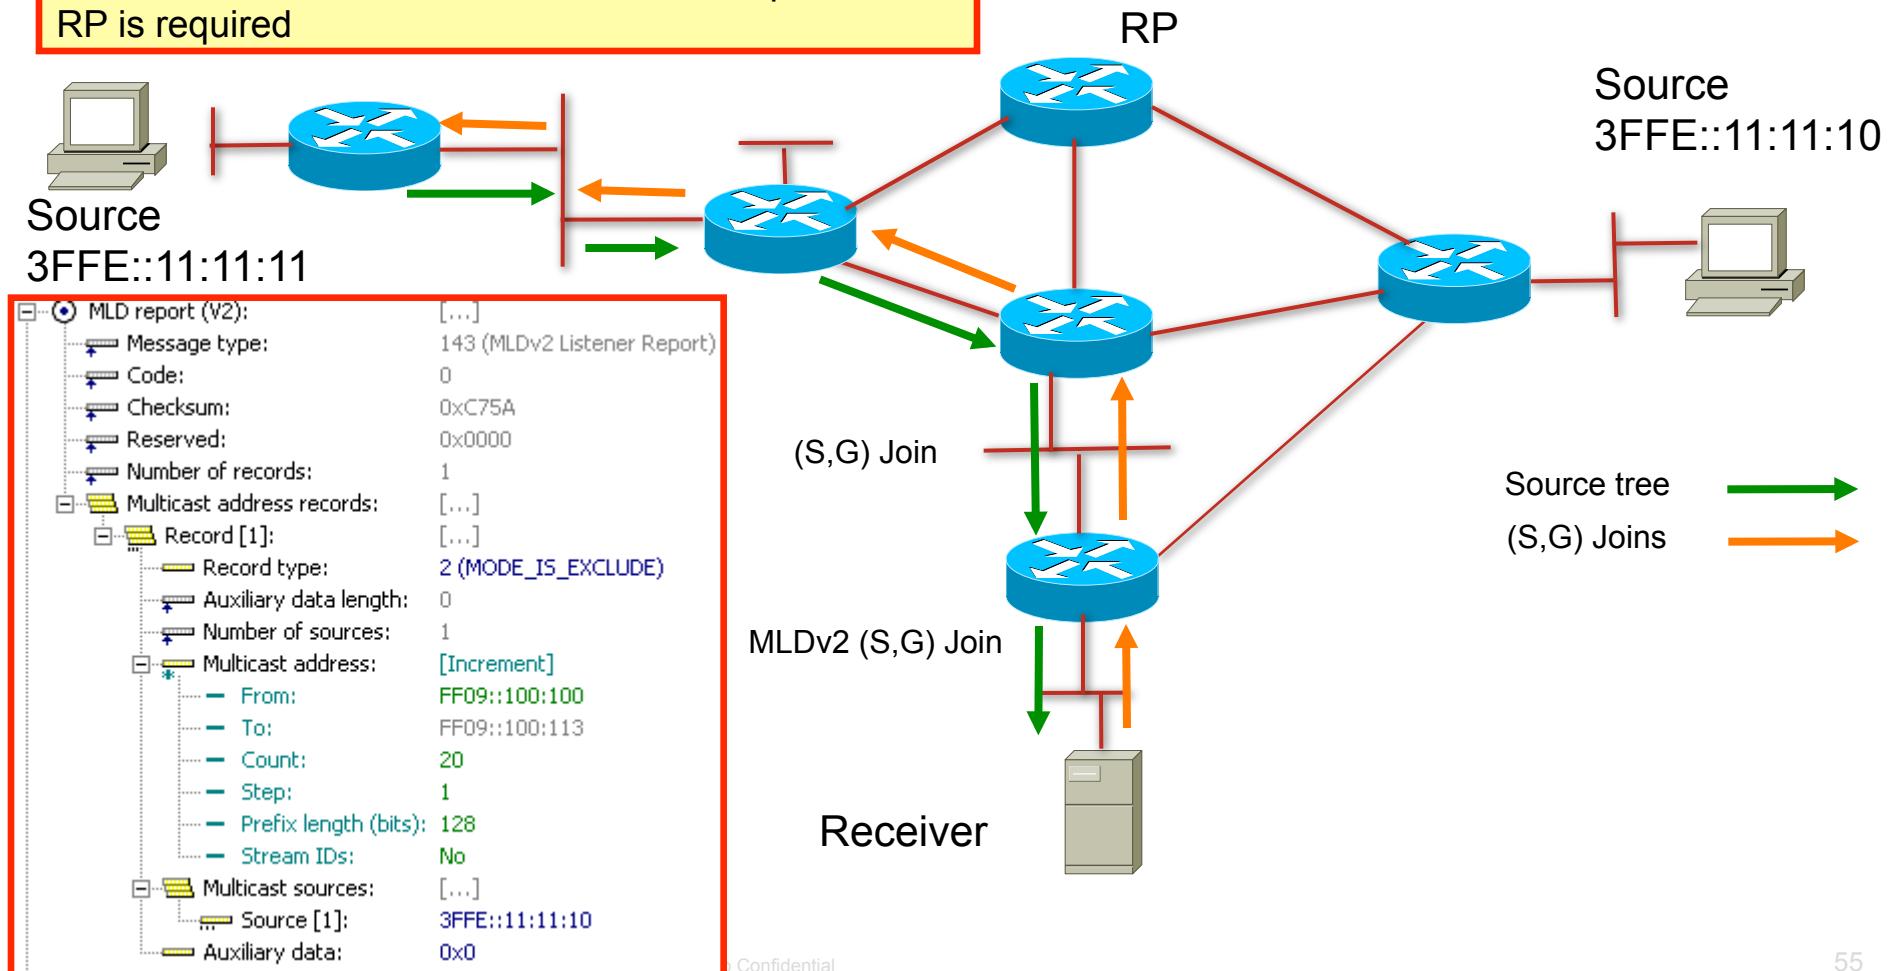 RP is required
RP
Source
3FFE::11:11:10
Source
3FFE::11:11:11
MLD report (V2): [...]
Message type: 143 (MLDv2 Listener Report)
Code: 0
Checksum: 0xC75A
Reserved: 0x0000
Number of records: 1
Multicast address records: [...]
Record [1]: [...]
Record type: 2 (MODE_IS_EXCLUDE)
Auxiliary data length: 0
Number of sources: 1
Multicast address: [Increment]
From: FF09::100:100
To: FF09::100:113
Count: 20
Step: 1
Prefix length (bits): 128
Stream IDs: No
Multicast sources: [...]
Source [1]: 3FFE::11:11:10
Auxiliary data: 0x0
(S,G) Join
MLDv2 (S,G) Join
Receiver
Source tree
(S,G) Joins
Confidential
55